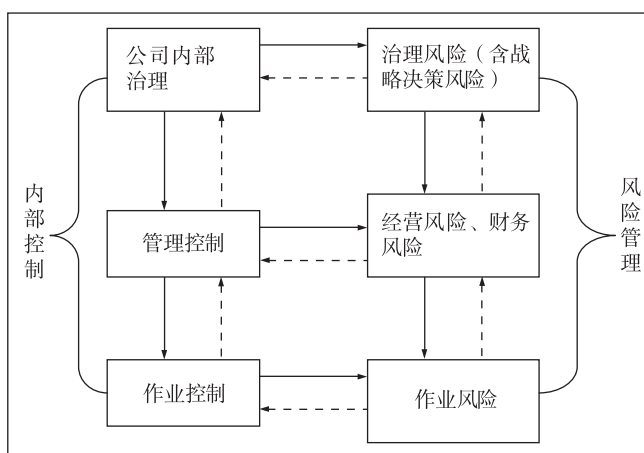 公司内部
治理
治理风险（含战
略决策风险）
内部控制
管理控制
经营风险、财务
风险
风险管理
作业控制
作业风险